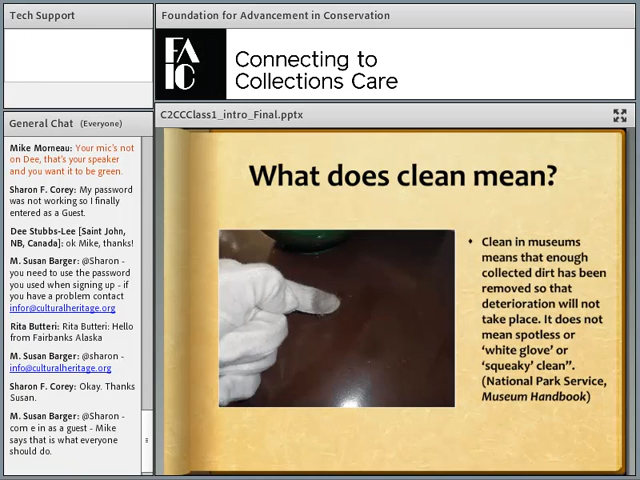 Tech Support
General Chat (Everyone)
Mike Morneau: Your mic's not
on Dee, that's your speaker
and you want it to be green.
Sharon F. Corey: My password
was not working so I finally
entered as a Guest.
Dee Stubbs-Lee [Saint John,
NB, Canada]: ok Mike, thanks!
M. Susan Barger: @Sharon -
you need to use the password
you used when signing up - if
you have a problem contact
infor@culturalheritage.org
Rita Butteri: Rita Butteri: Hello
from Fairbanks Alaska
M. Susan Barger: @sharon -
info@culturalheritage.org
Sharon F. Corey: Okay. Thanks
Susan.
M. Susan Barger: @Sharon -
com e in as a guest - Mike
says that is what everyone
should do.
Foundation for Advancement in Conservation
FA
IC
Connecting to
Collections Care
C2CCClass1_intro_Final.pptx
What does clean mean?
♦ Clean in museums
means that enough
collected dirt has been
removed so that
deterioration will not
take place. It does not
mean spotless or
‘white glove’ or
‘squeaky’ clean”.
(National Park Service,
Museum Handbook)